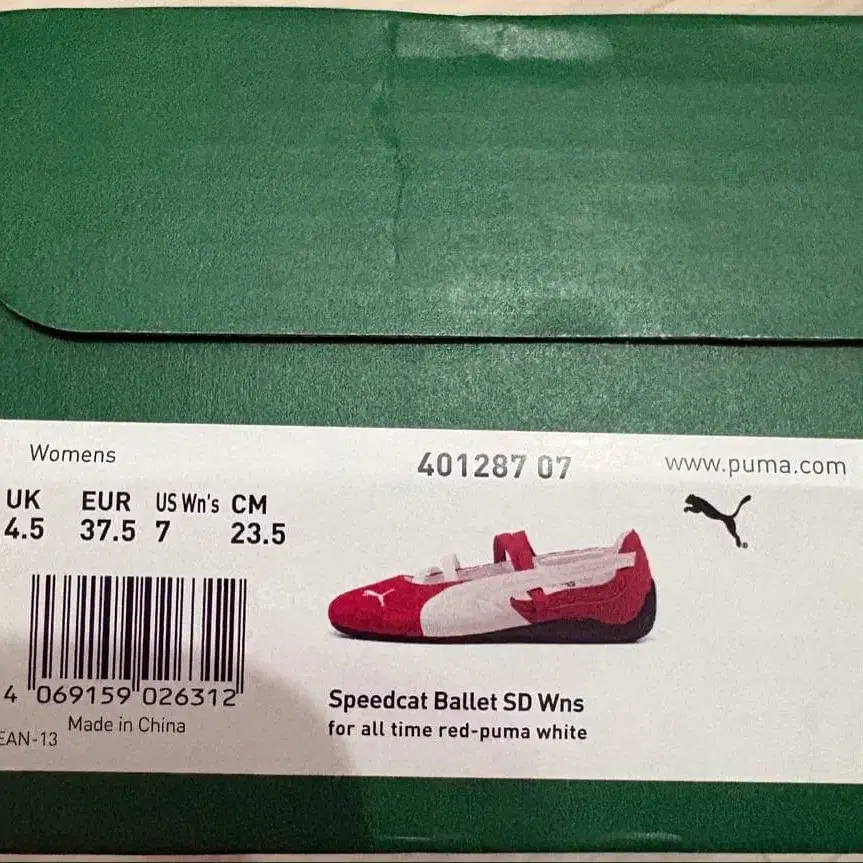 Womens
401287 07
www.puma.com
UK EUR US Wn's CM
4.5 37.5 7 23.5
4 069159 026312
Made in China
EAN-13
Speedcat Ballet SD Wns
for all time red-puma white